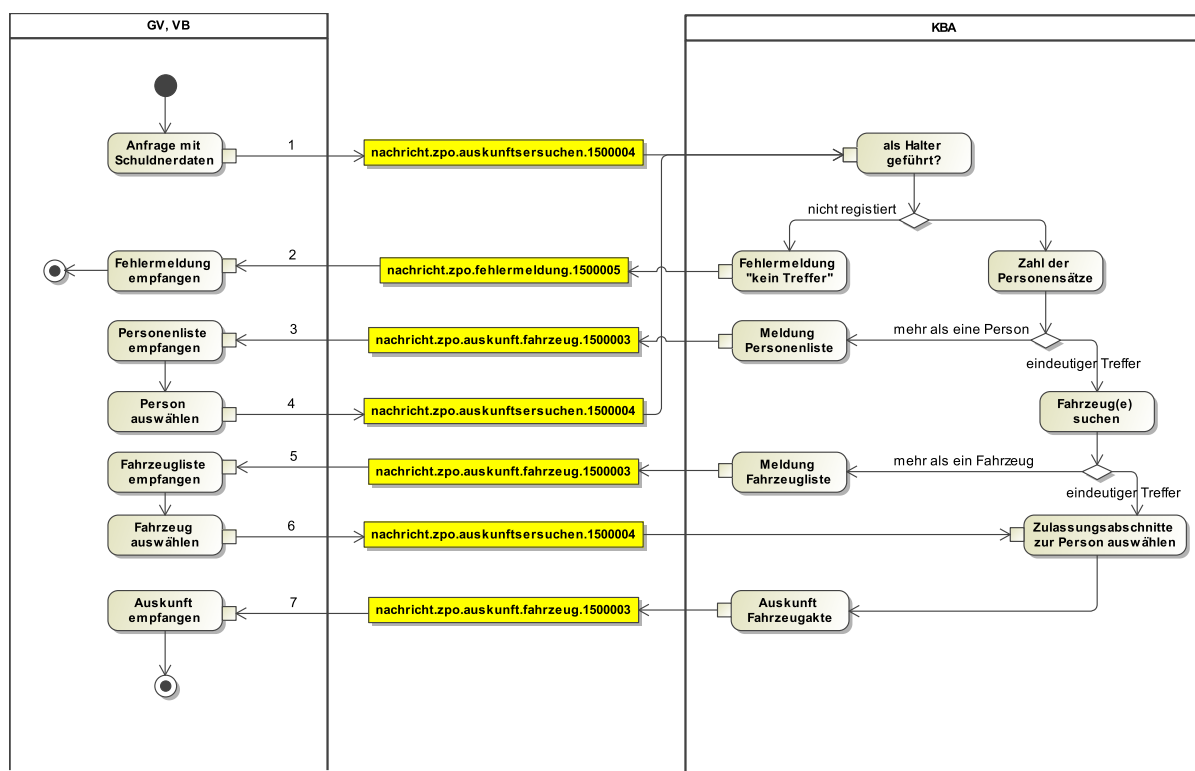 GV, VB
KBA
Anfrage mit
Schuldnerdaten
1
nachricht.zpo.auskunftsersuchen.1500004
als Halter
geführt?
nicht registiert
Fehlermeldung
empfangen
2
nachricht.zpo.fehlermeldung.1500005
Fehlermeldung
"kein Treffer"
Zahl der
Personensätze
Personenliste
empfangen
3
nachricht.zpo.auskunft.fahrzeug.1500003
Meldung
Personenliste
mehr als eine Person
eindeutiger Treffer
Person
auswählen
4
nachricht.zpo.auskunftsersuchen.1500004
Fahrzeug(e)
suchen
Fahrzeugliste
empfangen
5
nachricht.zpo.auskunft.fahrzeug.1500003
Meldung
Fahrzeugliste
mehr als ein Fahrzeug
eindeutiger Treffer
Fahrzeug
auswählen
6
nachricht.zpo.auskunftsersuchen.1500004
Zulassungsabschnitte
zur Person auswählen
Auskunft
empfangen
7
nachricht.zpo.auskunft.fahrzeug.1500003
Auskunft
Fahrzeugakte